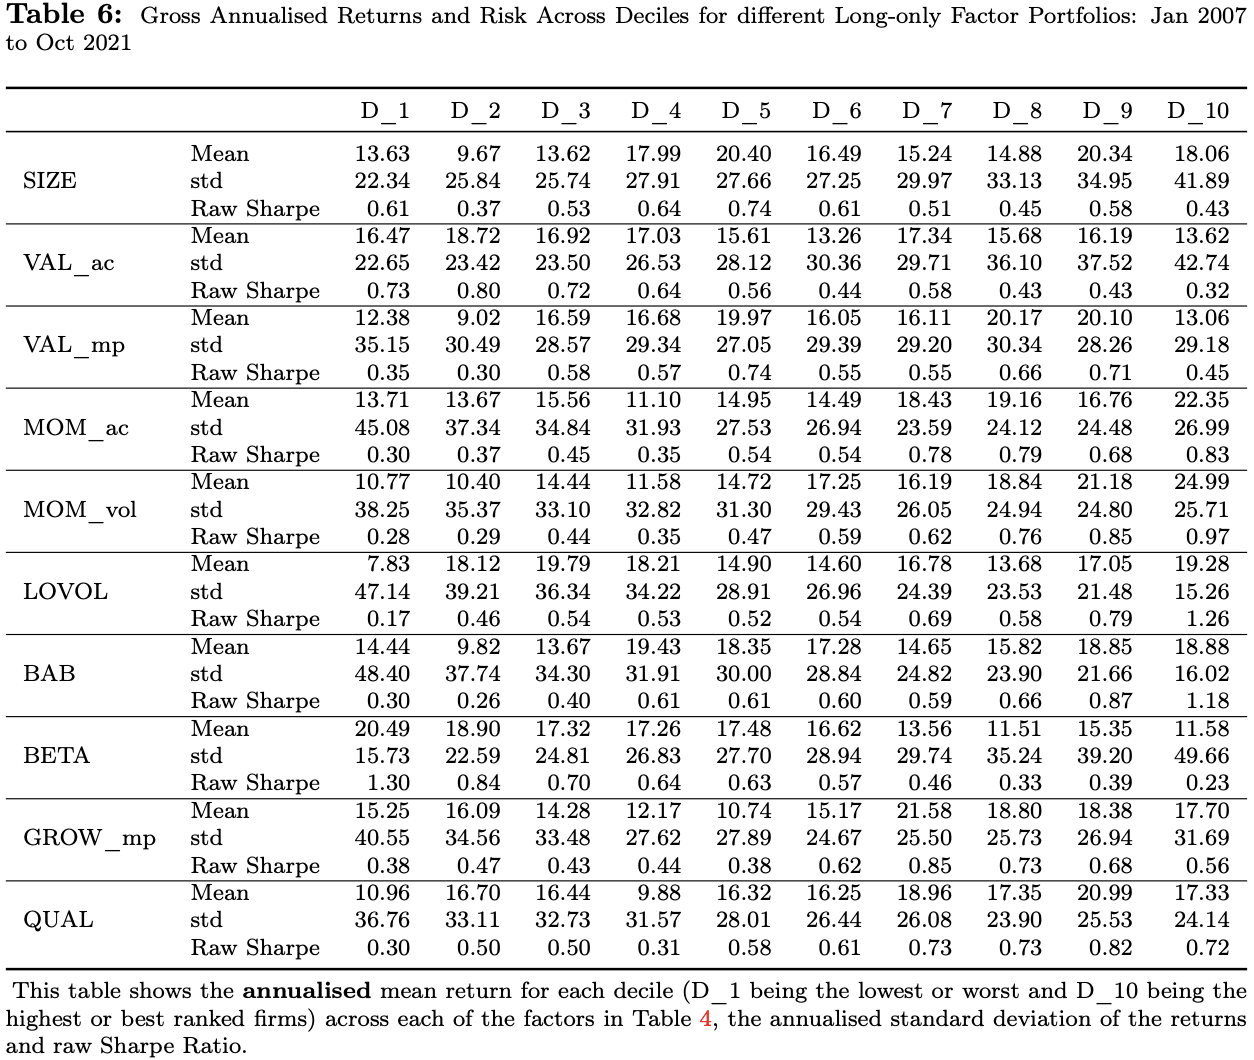 Table 6: Gross Annualised Returns and Risk Across Deciles for different Long-only Factor Portfolios: Jan 2007
to Oct 2021
D_1 D_2 D_3 D_4 D_5 D_6 D_7 D_8 D_9 D_10
Mean 13.63 9.67 13.62 17.99 20.40 16.49 15.24 14.88 20.34 18.06
SIZE std 22.34 25.84 25.74 27.91 27.66 27.25 29.97 33.13 34.95 41.89
Raw Sharpe 0.61 0.37 0.53 0.64 0.74 0.61 0.51 0.45 0.58 0.43
Mean 16.47 18.72 16.92 17.03 15.61 13.26 17.34 15.68 16.19 13.62
VAL_ac std 22.65 23.42 23.50 26.53 28.12 30.36 29.71 36.10 37.52 42.74
Raw Sharpe 0.73 0.80 0.72 0.64 0.56 0.44 0.58 0.43 0.43 0.32
Mean 12.38 9.02 16.59 16.68 19.97 16.05 16.11 20.17 20.10 13.06
VAL_mp std 35.15 30.49 28.57 29.34 27.05 29.39 29.20 30.34 28.26 29.18
Raw Sharpe 0.35 0.30 0.58 0.57 0.74 0.55 0.55 0.66 0.71 0.45
Mean 13.71 13.67 15.56 11.10 14.95 14.49 18.43 19.16 16.76 22.35
MOM_ac std 45.08 37.34 34.84 31.93 27.53 26.94 23.59 24.12 24.48 26.99
Raw Sharpe 0.30 0.37 0.45 0.35 0.54 0.54 0.78 0.79 0.68 0.83
Mean 10.77 10.40 14.44 11.58 14.72 17.25 16.19 18.84 21.18 24.99
MOM_vol std 38.25 35.37 33.10 32.82 31.30 29.43 26.05 24.94 24.80 25.71
Raw Sharpe 0.28 0.29 0.44 0.35 0.47 0.59 0.62 0.76 0.85 0.97
Mean 7.83 18.12 19.79 18.21 14.90 14.60 16.78 13.68 17.05 19.28
LOVOL std 47.14 39.21 36.34 34.22 28.91 26.96 24.39 23.53 21.48 15.26
Raw Sharpe 0.17 0.46 0.54 0.53 0.52 0.54 0.69 0.58 0.79 1.26
Mean 14.44 9.82 13.67 19.43 18.35 17.28 14.65 15.82 18.85 18.88
BAB std 48.40 37.74 34.30 31.91 30.00 28.84 24.82 23.90 21.66 16.02
Raw Sharpe 0.30 0.26 0.40 0.61 0.61 0.60 0.59 0.66 0.87 1.18
Mean 20.49 18.90 17.32 17.26 17.48 16.62 13.56 11.51 15.35 11.58
BETA std 15.73 22.59 24.81 26.83 27.70 28.94 29.74 35.24 39.20 49.66
Raw Sharpe 1.30 0.84 0.70 0.64 0.63 0.57 0.46 0.33 0.39 0.23
Mean 15.25 16.09 14.28 12.17 10.74 15.17 21.58 18.80 18.38 17.70
GROW_mp std 40.55 34.56 33.48 27.62 27.89 24.67 25.50 25.73 26.94 31.69
Raw Sharpe 0.38 0.47 0.43 0.44 0.38 0.62 0.85 0.73 0.68 0.56
Mean 10.96 16.70 16.44 9.88 16.32 16.25 18.96 17.35 20.99 17.33
QUAL std 36.76 33.11 32.73 31.57 28.01 26.44 26.08 23.90 25.53 24.14
Raw Sharpe 0.30 0.50 0.50 0.31 0.58 0.61 0.73 0.73 0.82 0.72
This table shows the annualised mean return for each decile (D_1 being the lowest or worst and D_10 being the
highest or best ranked firms) across each of the factors in Table 4, the annualised standard deviation of the returns
and raw Sharpe Ratio.